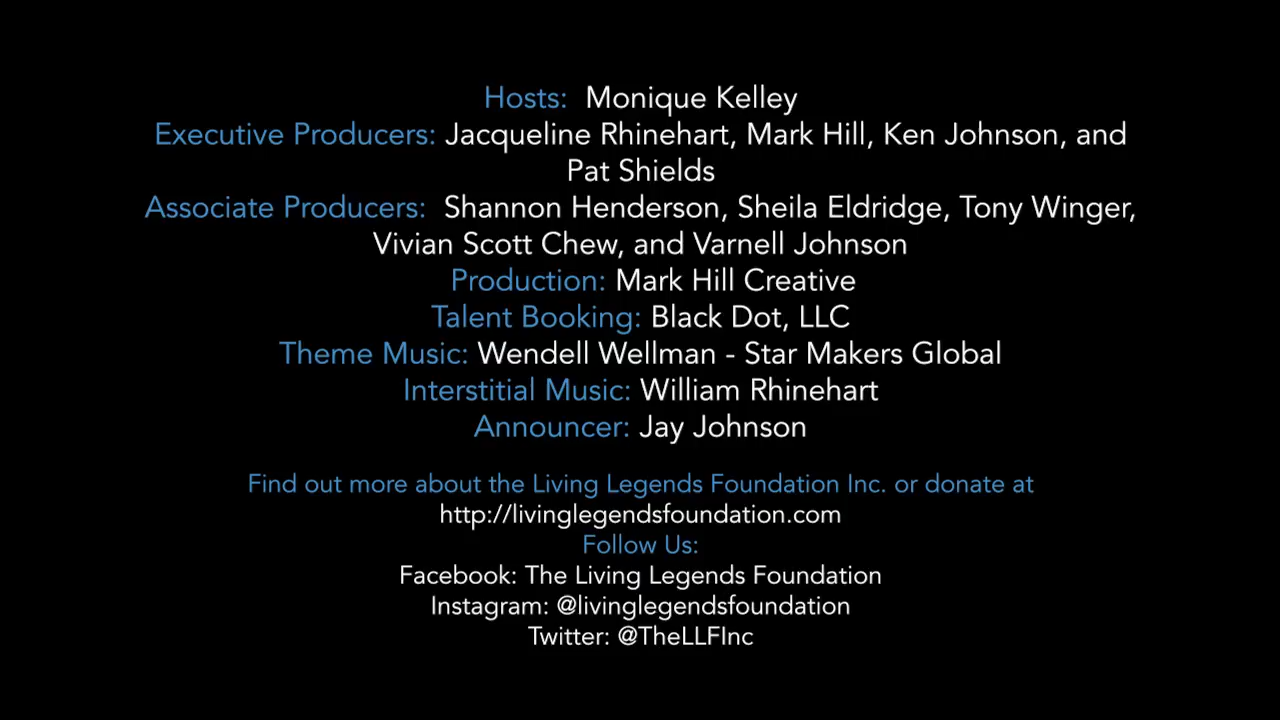 Hosts:  Monique Kelley
Executive Producers: Jacqueline Rhinehart, Mark Hill, Ken Johnson, and
Pat Shields
Associate Producers:  Shannon Henderson, Sheila Eldridge, Tony Winger,
Vivian Scott Chew, and Varnell Johnson
Production: Mark Hill Creative
Talent Booking: Black Dot, LLC
Theme Music: Wendell Wellman - Star Makers Global
Interstitial Music: William Rhinehart
Announcer: Jay Johnson
Find out more about the Living Legends Foundation Inc. or donate at
http://livinglegendsfoundation.com
Follow Us:
Facebook: The Living Legends Foundation
Instagram: @livinglegendsfoundation
Twitter: @TheLLFInc